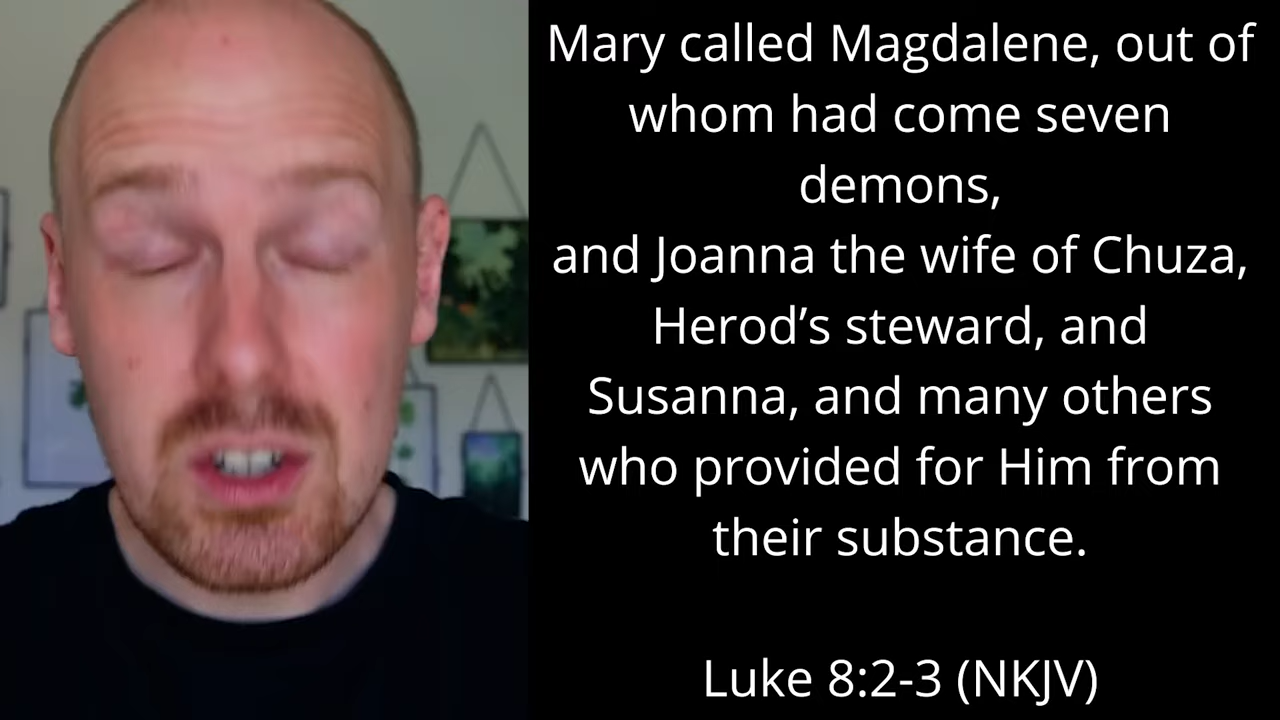 Mary called Magdalene, out of
whom had come seven
demons,
and Joanna the wife of Chuza,
Herod’s steward, and
Susanna, and many others
who provided for Him from
their substance.
Luke 8:2-3 (NKJV)